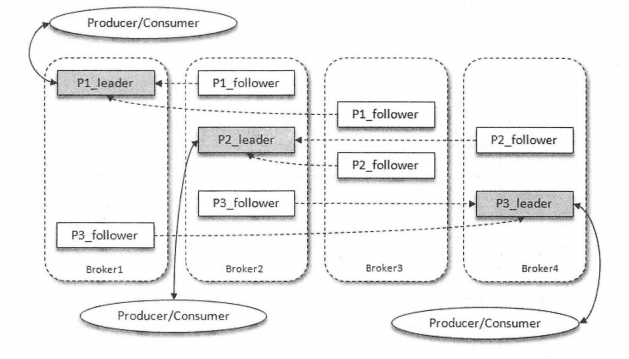 Producer/Consumer
P1_leader
P1_follower
P1_follower
P2_leader
P2_follower
P2_follower
P3_follower
P3_leader
P3_follower
Broker1
Broker2
Broker3
Broker4
Producer/Consumer
Producer/Consumer